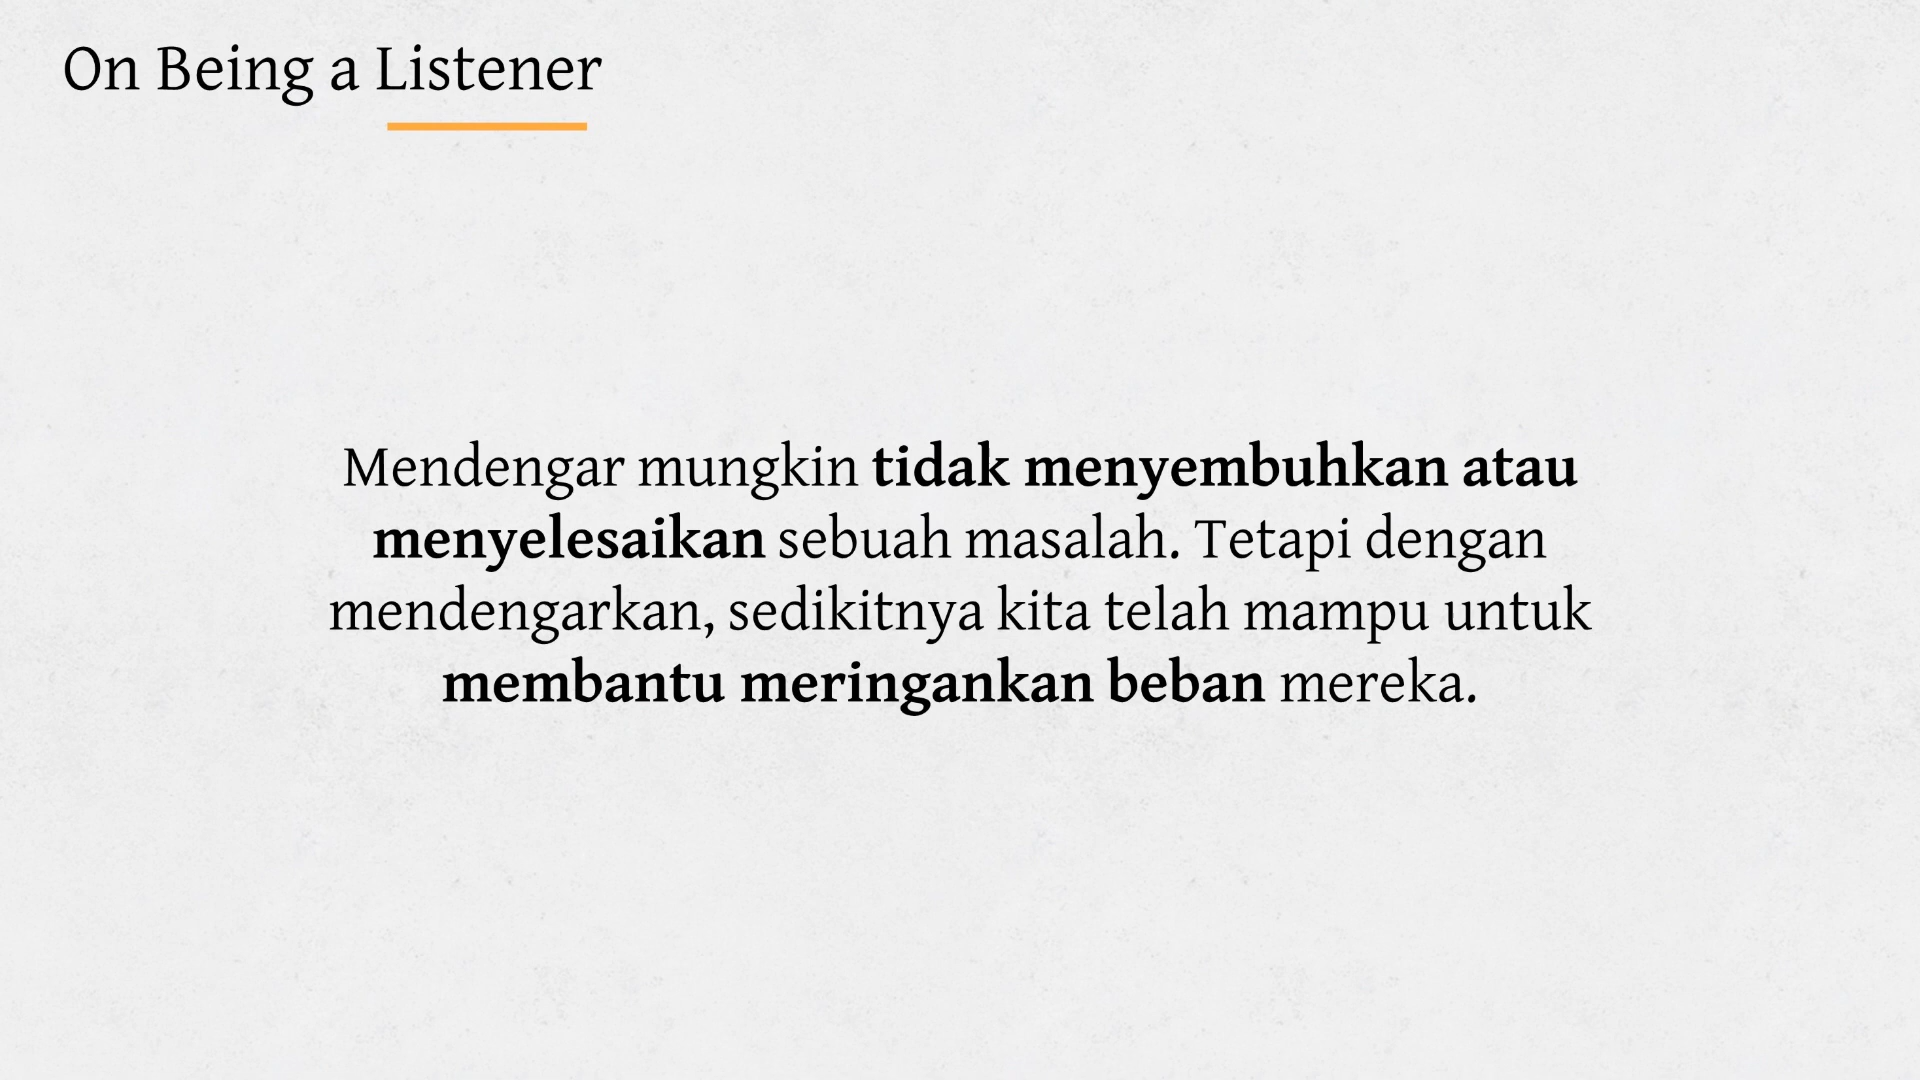 On Being a Listener
Mendengar mungkin tidak menyembuhkan atau
menyelesaikan sebuah masalah. Tetapi dengan
mendengarkan, sedikitnya kita telah mampu untuk
membantu meringankan beban mereka.